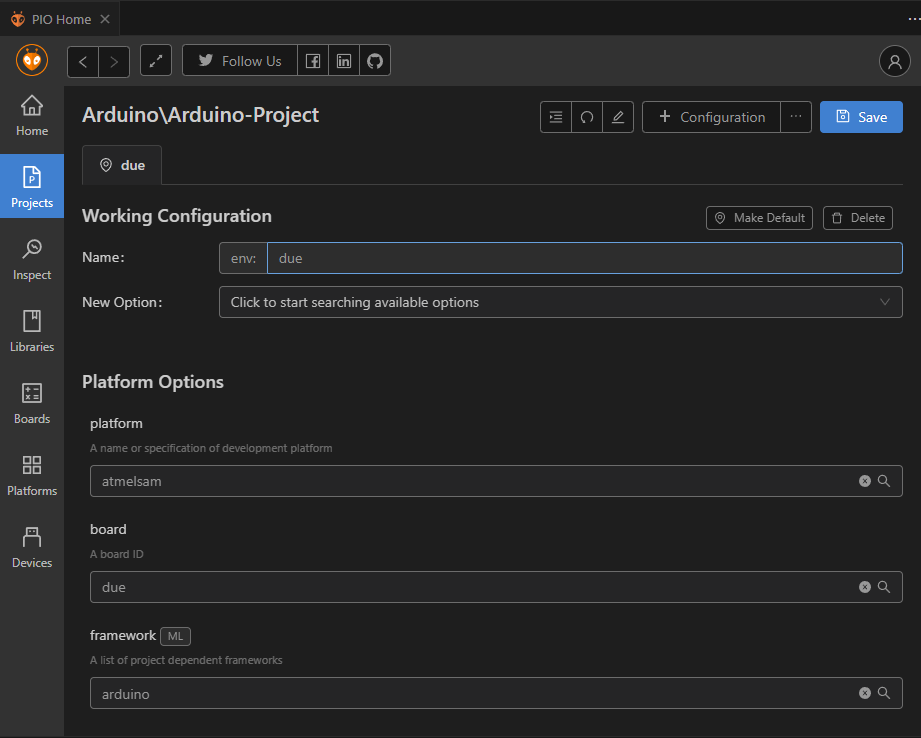 PIO Home
Follow Us
Home
Projects
Inspect
Libraries
Boards
Platforms
Devices
Arduino\Arduino-Project
Configuration
Save
due
Working Configuration
Make Default
Delete
Name:
env:
due
New Option:
Click to start searching available options
Platform Options
platform
A name or specification of development platform
atmelsam
board
A board ID
due
framework ML
A list of project dependent frameworks
arduino